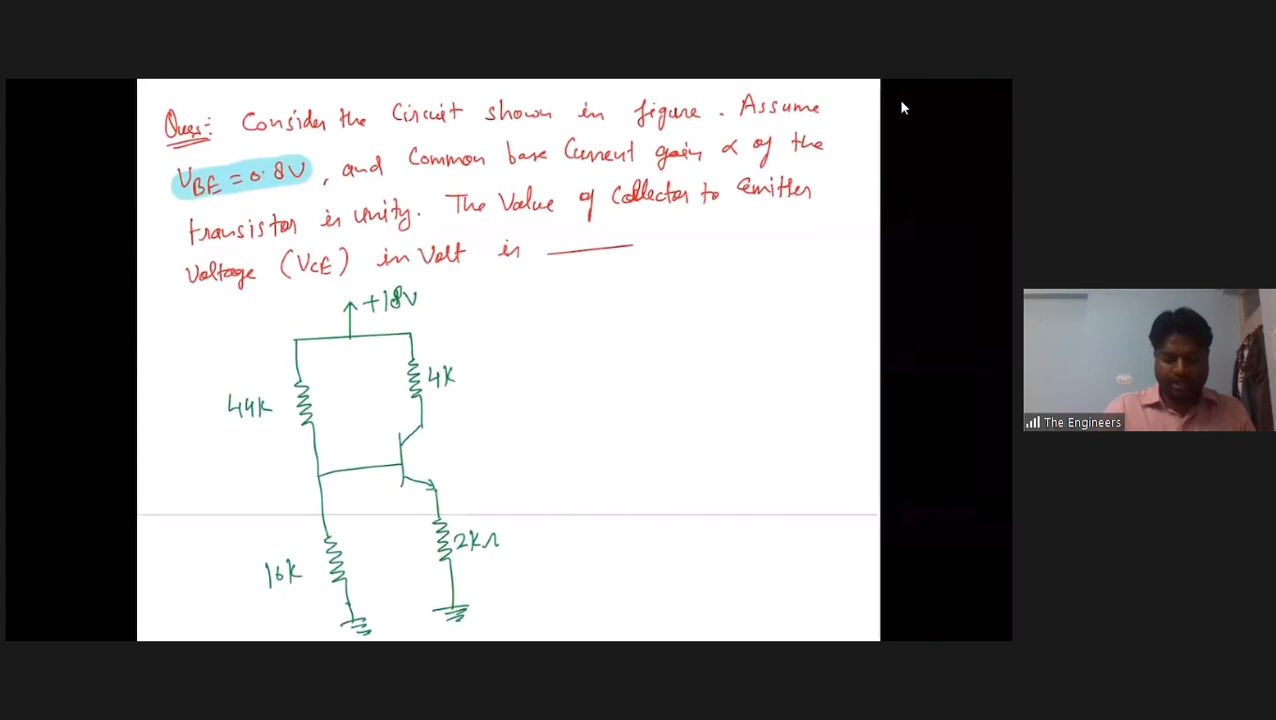 Ques:- Consider the Circuit shown in figure. Assume
VBE = 0.8V, and Common base Current gain α of the
transistor is unity. The Value of Collector to emitter
Voltage (VCE) in Volt is ______
+18V
4K
44K
2KΩ
16K
The Engineers